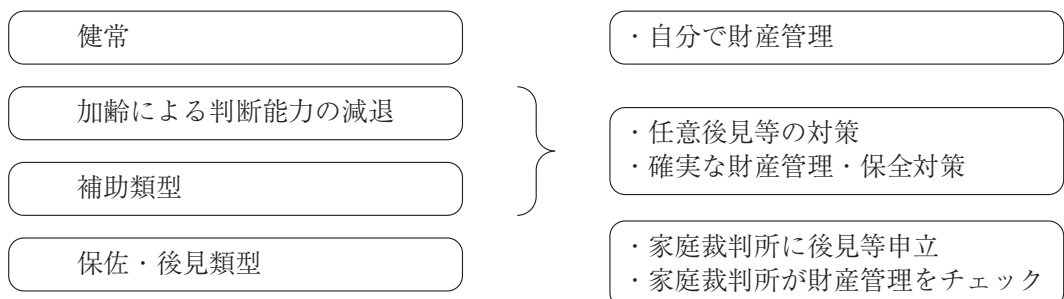 健常
・自分で財産管理
加齢による判断能力の減退
補助類型
・任意後見等の対策
・確実な財産管理・保全対策
保佐・後見類型
・家庭裁判所に後見等申立
・家庭裁判所が財産管理をチェック